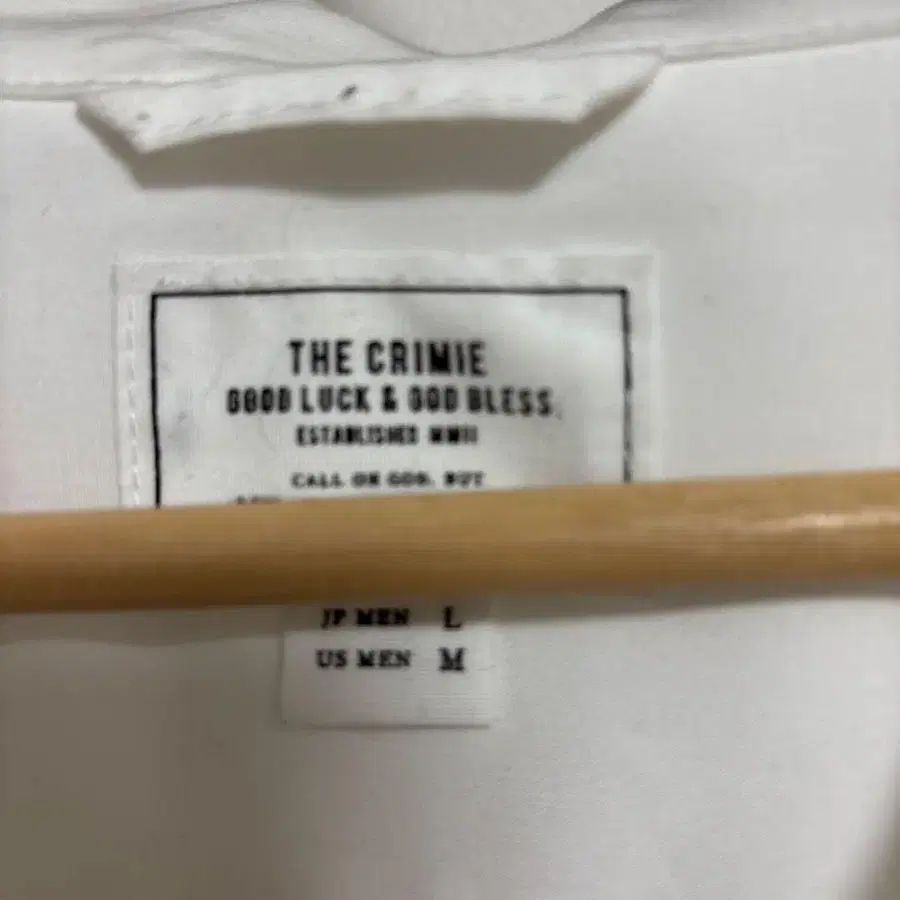 THE CRIMIE
GOOD LUCK & GOD BLESS.
ESTABLISHED MMII
CALL ON GOD, BUT
JP MEN L
US MEN M